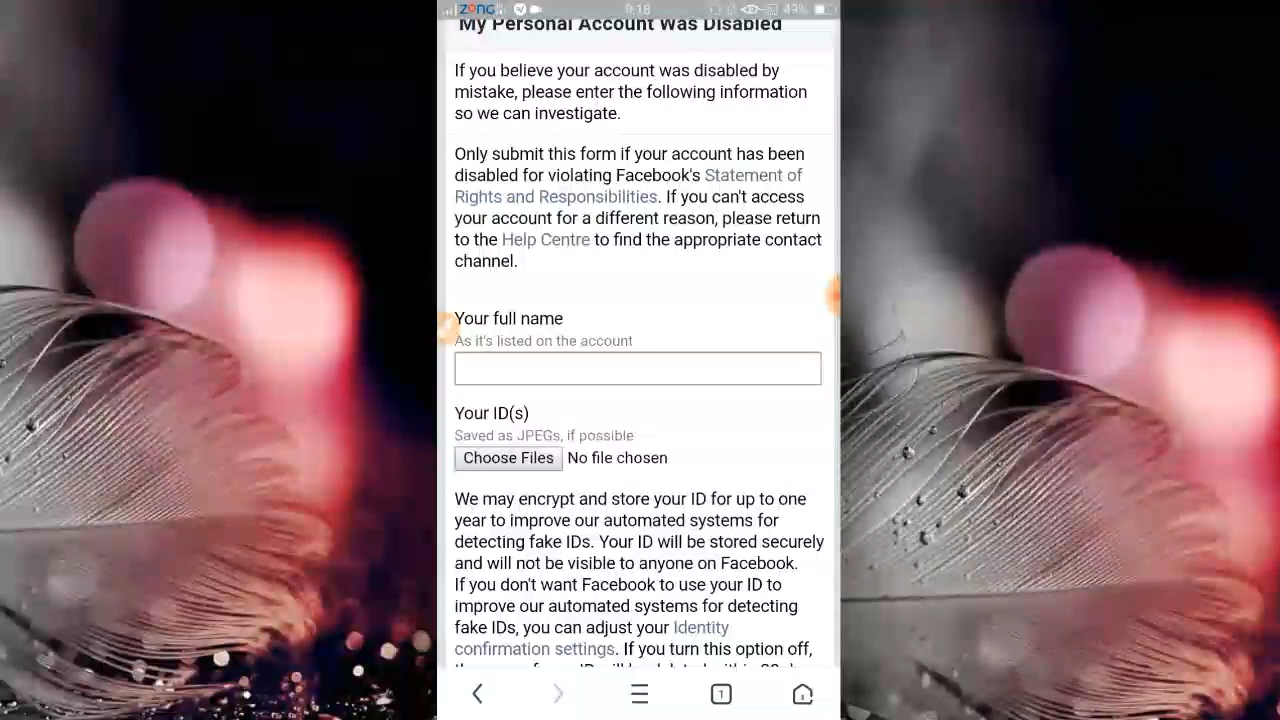 ZONG 0:18 49%
My Personal Account Was Disabled
If you believe your account was disabled by
mistake, please enter the following information
so we can investigate.
Only submit this form if your account has been
disabled for violating Facebook's Statement of
Rights and Responsibilities. If you can't access
your account for a different reason, please return
to the Help Centre to find the appropriate contact
channel.
Your full name
As it's listed on the account
Your ID(s)
Saved as JPEGs, if possible
Choose Files No file chosen
We may encrypt and store your ID for up to one
year to improve our automated systems for
detecting fake IDs. Your ID will be stored securely
and will not be visible to anyone on Facebook.
If you don't want Facebook to use your ID to
improve our automated systems for detecting
fake IDs, you can adjust your Identity
confirmation settings. If you turn this option off,
1